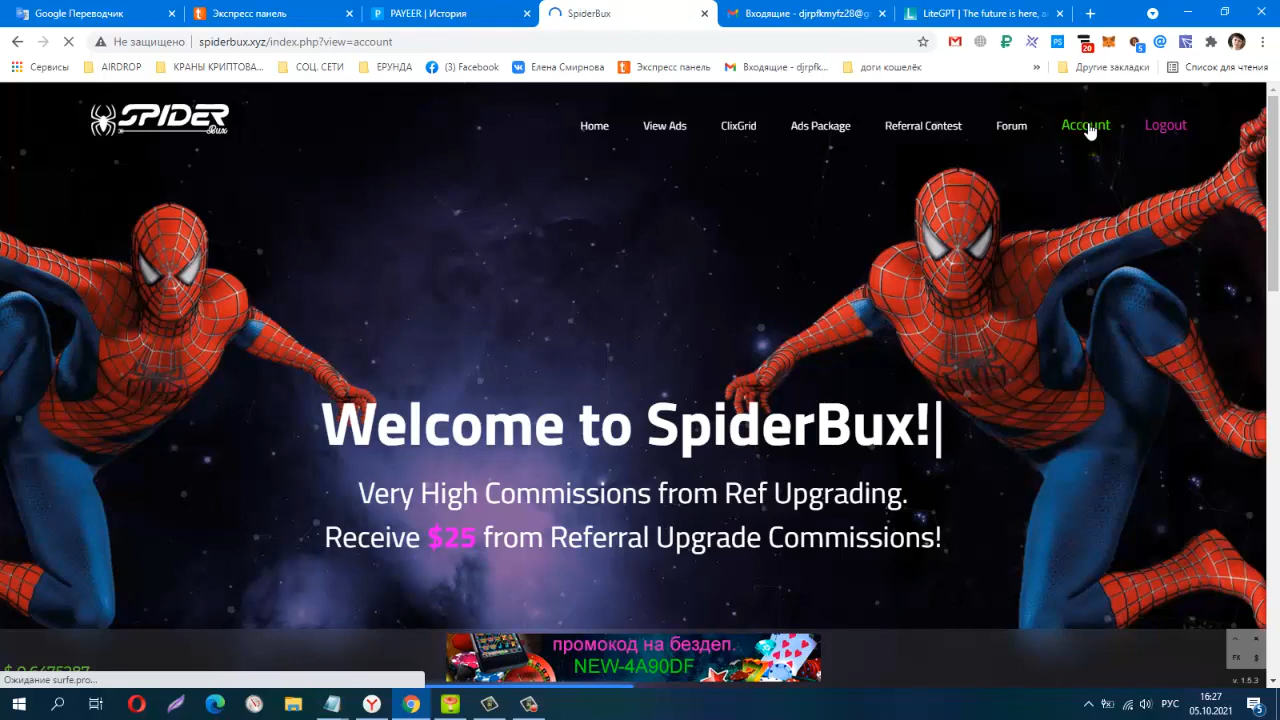 Google Переводчик
Экспресс панель
PAYEER | История
SpiderBux
Входящие - djrpfkmyfz28@g
LiteGPT | The future is here, a
Не защищено
spiderbux.xyz/index.php?view=account
20
5
Сервисы
AIRDROP
КРАНЫ КРИПТОВА...
СОЦ. СЕТИ
ЕРУНДА
(3) Facebook
Елена Смирнова
Экспресс панель
Входящие - djrpfk...
доги кошелёк
»
Другие закладки
Список для чтения
SPIDER
Bux
Home
View Ads
ClixGrid
Ads Package
Referral Contest
Forum
Account
Logout
Welcome to SpiderBux!|
Very High Commissions from Ref Upgrading.
Receive $25 from Referral Upgrade Commissions!
промокод на бездеп.
NEW-4A90DF
FX
$
v. 1.5.3
Ожидание surfe.pro...
РУС
16:27
05.10.2021